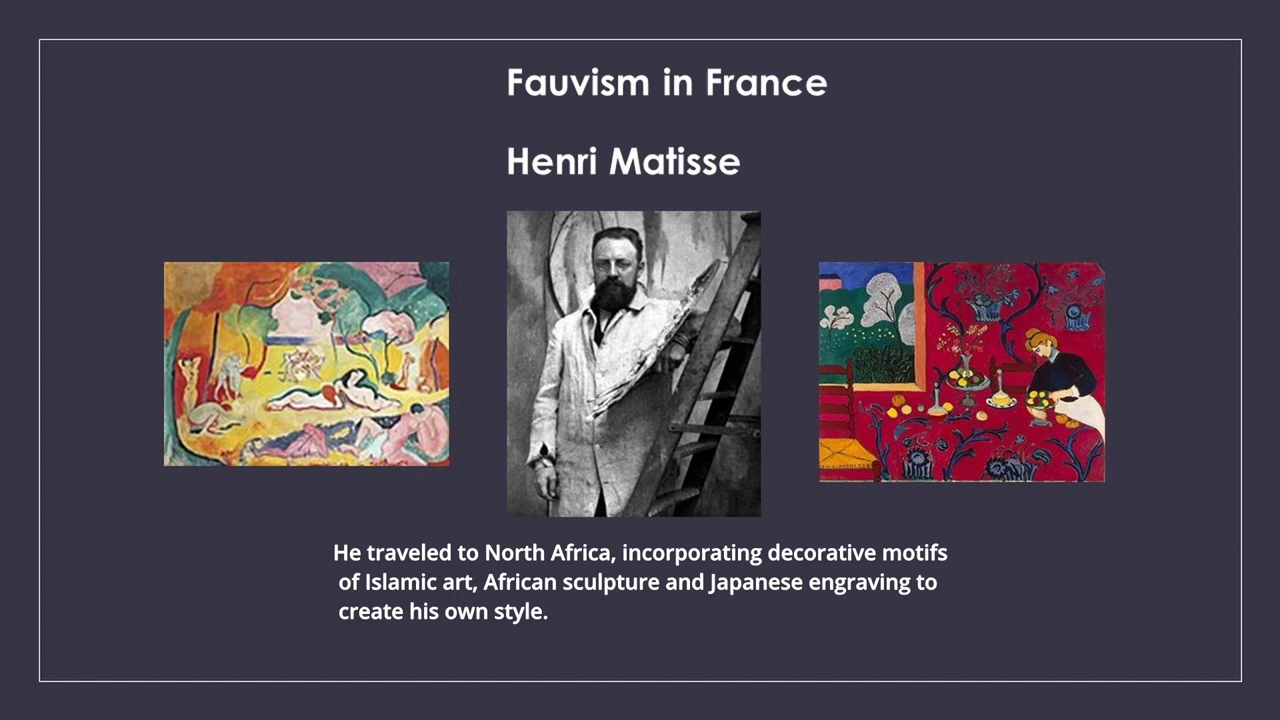 Fauvism in France
Henri Matisse
He traveled to North Africa, incorporating decorative motifs
of Islamic art, African sculpture and Japanese engraving to
create his own style.